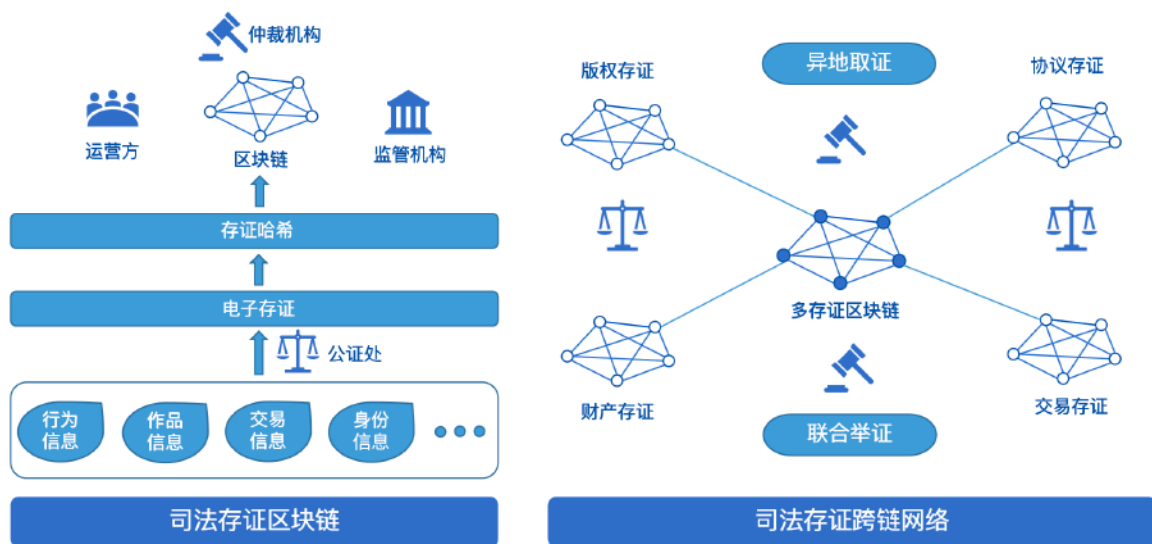 仲裁机构
运营方
区块链
监管机构
存证哈希
电子存证
公证处
行为
信息
作品
信息
交易
信息
身份
信息
司法存证区块链
版权存证
异地取证
协议存证
多存证区块链
财产存证
联合举证
交易存证
司法存证跨链网络